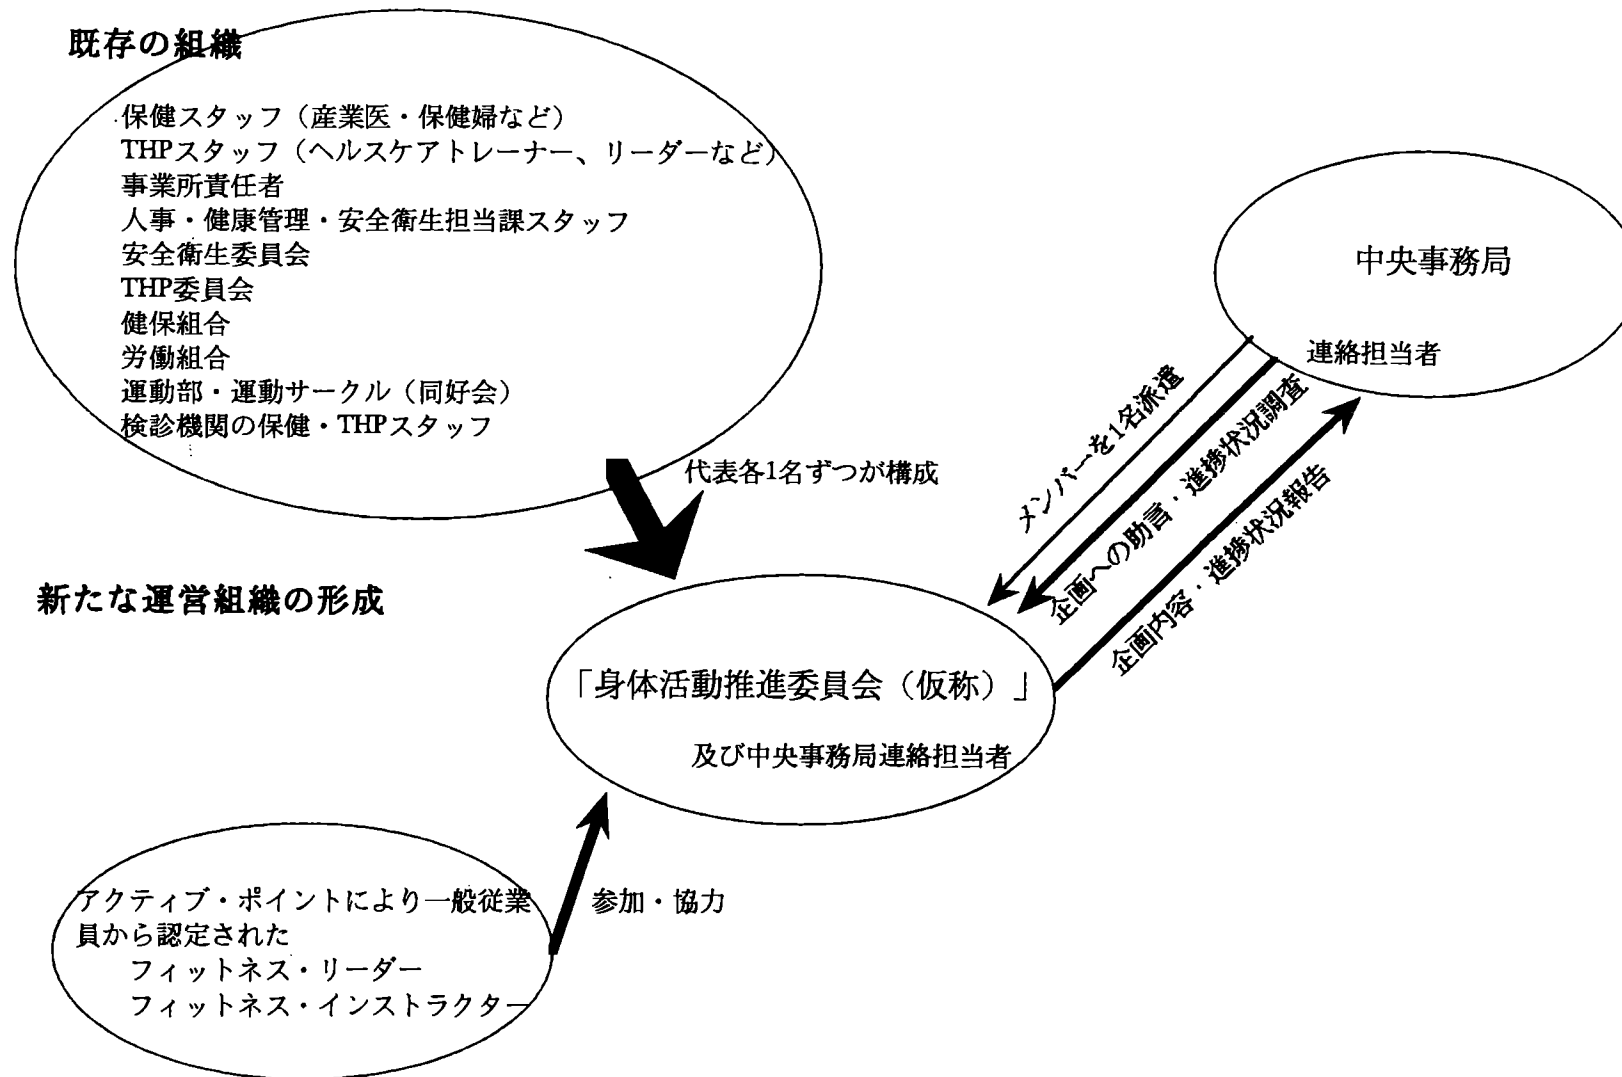 既存の組織
保健スタッフ（産業医・保健婦など）
THPスタッフ（ヘルスケアトレーナー、リーダーなど）
事業所責任者
人事・健康管理・安全衛生担当課スタッフ
安全衛生委員会
THP委員会
健保組合
労働組合
運動部・運動サークル（同好会）
検診機関の保健・THPスタッフ
代表各1名ずつが構成
中央事務局
連絡担当者
メンバーを1名派遣
企画への助言・進捗状況調査
企画内容・進捗状況報告
新たな運営組織の形成
「身体活動推進委員会（仮称）」
及び中央事務局連絡担当者
アクティブ・ポイントにより一般従業
員から認定された
フィットネス・リーダー
フィットネス・インストラクター
参加・協力